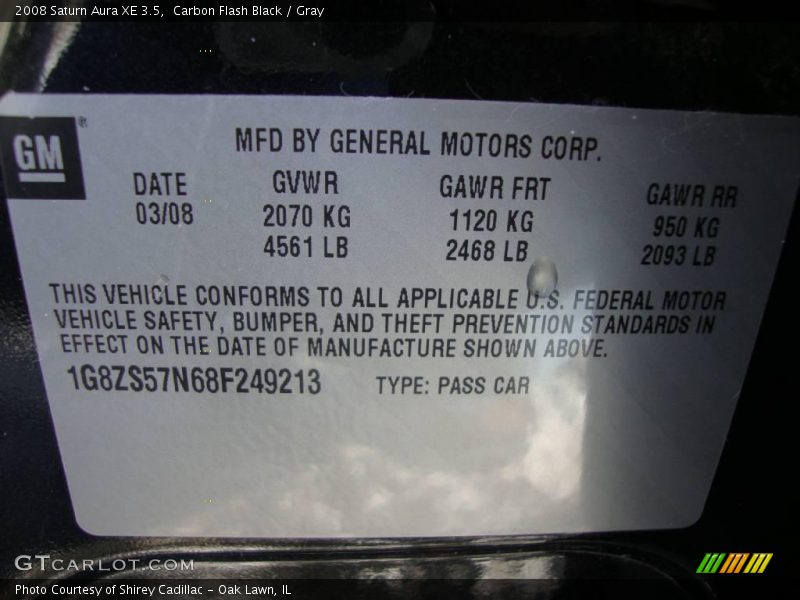 2008 Saturn Aura XE 3.5,  Carbon Flash Black / Gray
GM®
MFD BY GENERAL MOTORS CORP.
DATE GVWR GAWR FRT GAWR RR
03/08 2070 KG 1120 KG 950 KG
4561 LB 2468 LB 2093 LB
THIS VEHICLE CONFORMS TO ALL APPLICABLE U.S. FEDERAL MOTOR
VEHICLE SAFETY, BUMPER, AND THEFT PREVENTION STANDARDS IN
EFFECT ON THE DATE OF MANUFACTURE SHOWN ABOVE.
1G8ZS57N68F249213 TYPE: PASS CAR
GTCARLOT.COM
Photo Courtesy of Shirey Cadillac - Oak Lawn, IL